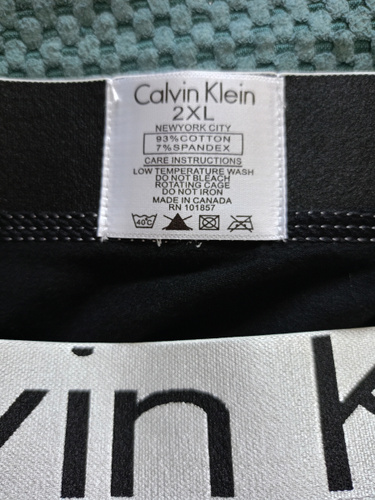 Calvin Klein
2XL
NEWYORK CITY
93%COTTON
7%SPANDEX
CARE INSTRUCTIONS
LOW TEMPERATURE WASH
DO NOT BLEACH
ROTATING CAGE
DO NOT IRON
MADE IN CANADA
RN 101857
40°C
vin K